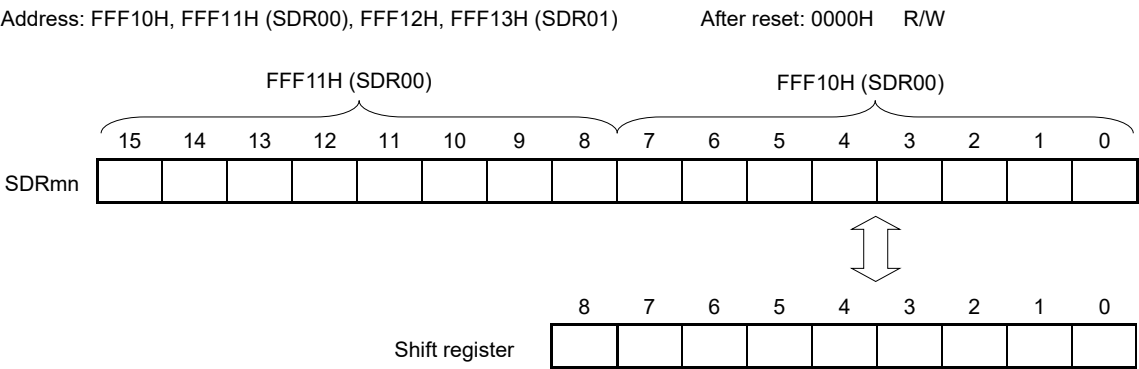 Address: FFF10H, FFF11H (SDR00), FFF12H, FFF13H (SDR01) After reset: 0000H R/W
FFF11H (SDR00) FFF10H (SDR00)
15 14 13 12 11 10 9 8 7 6 5 4 3 2 1 0
SDRmn
8 7 6 5 4 3 2 1 0
Shift register